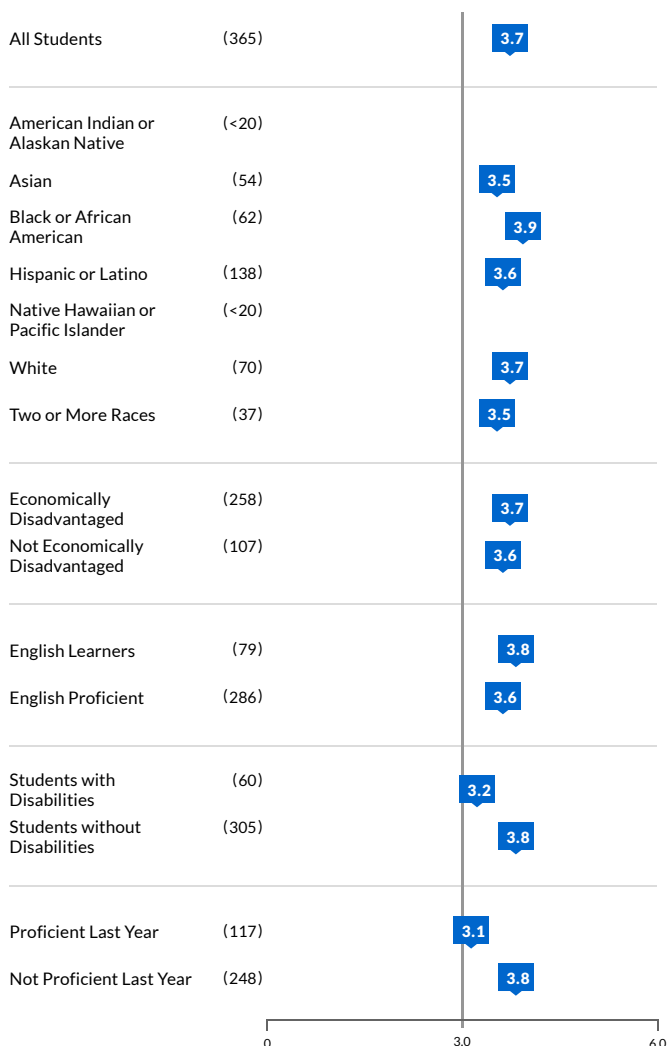 All Students (365) 3.7
American Indian or (<20)
Alaskan Native
Asian (54) 3.5
Black or African (62) 3.9
American
Hispanic or Latino (138) 3.6
Native Hawaiian or (<20)
Pacific Islander
White (70) 3.7
Two or More Races (37) 3.5
Economically (258) 3.7
Disadvantaged
Not Economically (107) 3.6
Disadvantaged
English Learners (79) 3.8
English Proficient (286) 3.6
Students with (60) 3.2
Disabilities
Students without (305) 3.8
Disabilities
Proficient Last Year (117) 3.1
Not Proficient Last Year (248) 3.8
0 3.0 6.0